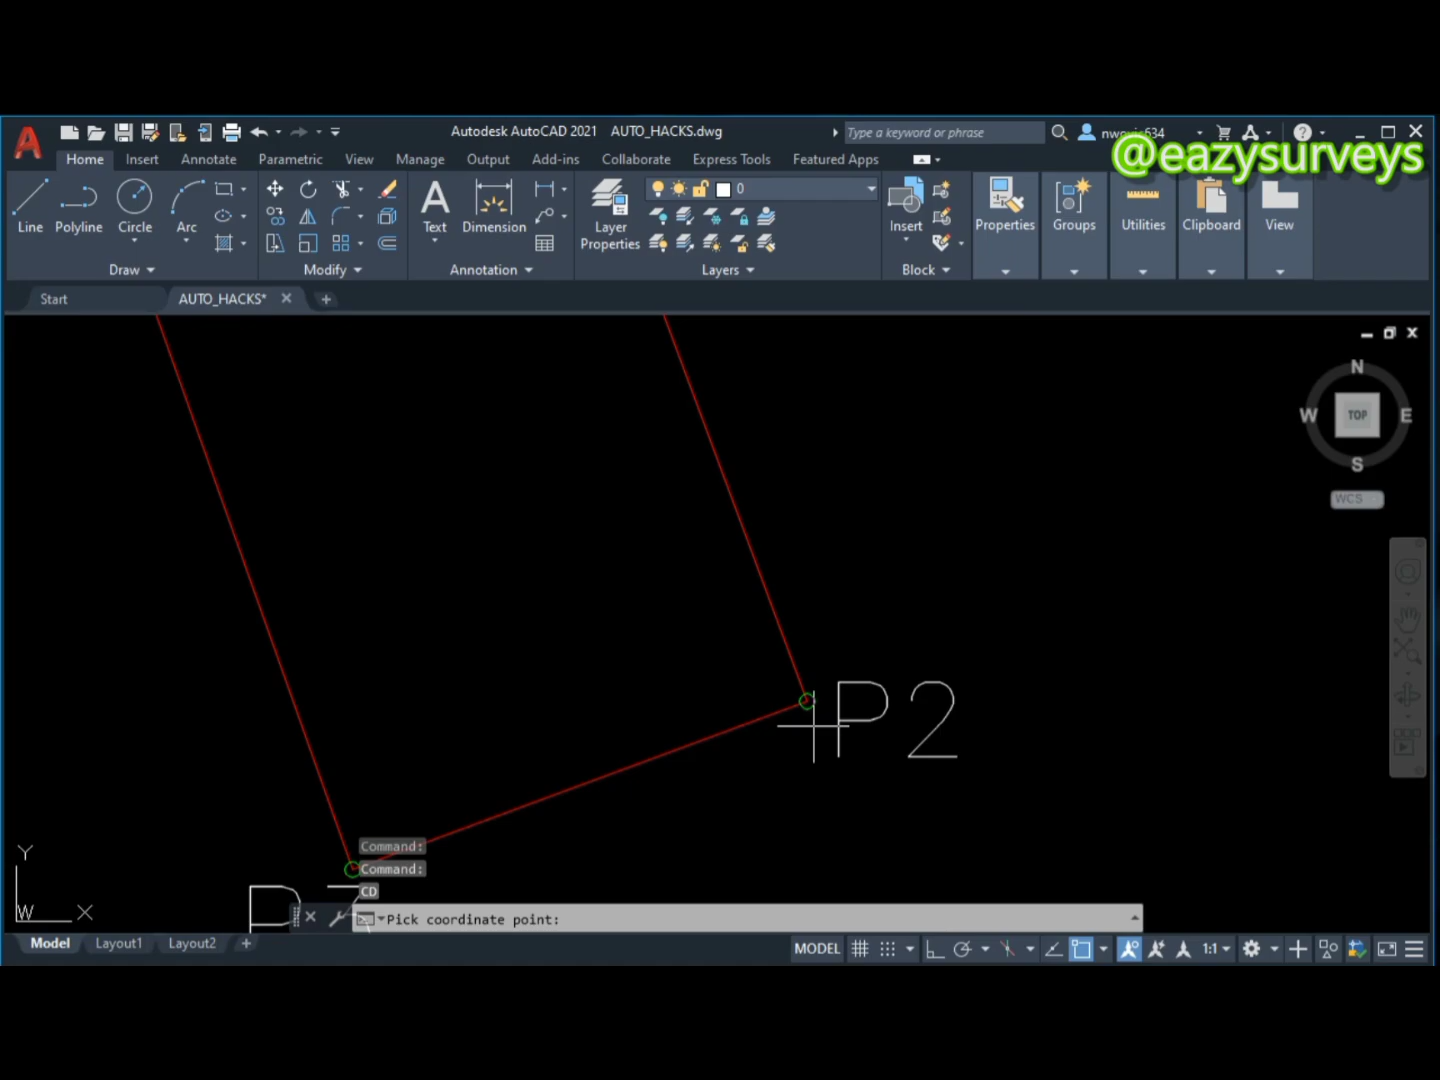 Autodesk AutoCAD 2021 AUTO_HACKS.dwg
Type a keyword or phrase
@eazysurveys
Home Insert Annotate Parametric View Manage Output Add-ins Collaborate Express Tools Featured Apps
Line Polyline Circle Arc
Text Dimension
Layer Properties
0
Insert
Properties Groups Utilities Clipboard View
Draw Modify Annotation Layers Block
Start AUTO_HACKS*
N
W TOP E
S
WCS
P2
Command:
Command:
CD
Y
W X
Pick coordinate point:
Model Layout1 Layout2
MODEL 1:1